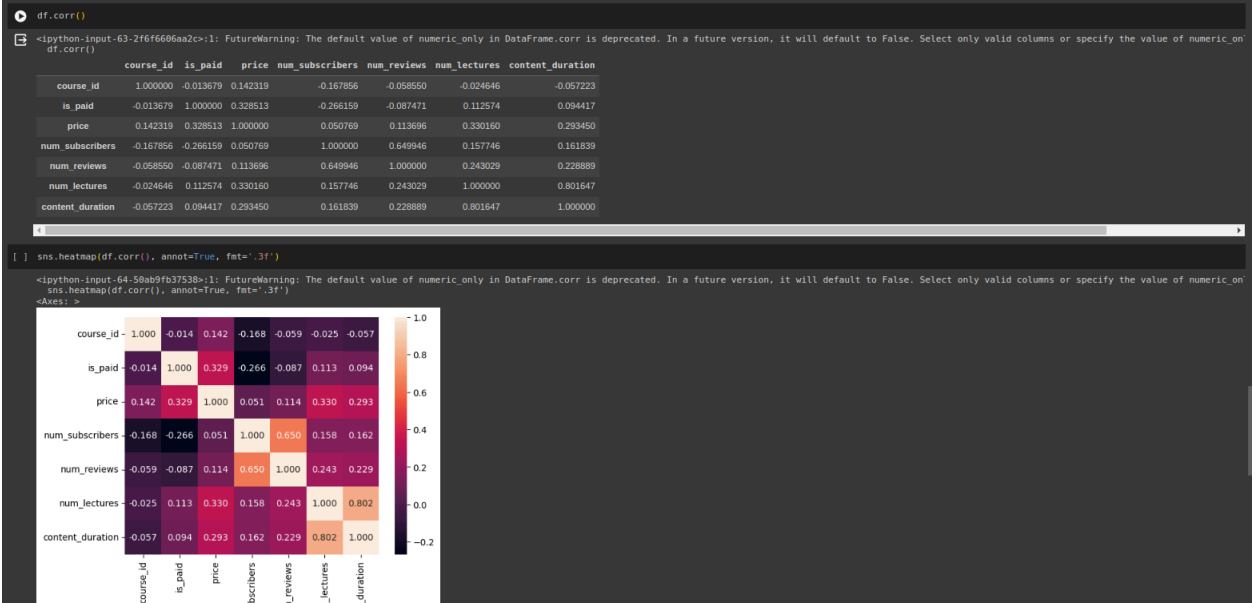 df.corr()
<ipython-input-63-2f6f6606aa2c>:1: FutureWarning: The default value of numeric_only in DataFrame.corr is deprecated. In a future version, it will default to False. Select only valid columns or specify the value of numeric_onl
df.corr()
course_id is_paid price num_subscribers num_reviews num_lectures content_duration
course_id 1.000000 -0.013679 0.142319 -0.167856 -0.058550 -0.024646 -0.057223
is_paid -0.013679 1.000000 0.328513 -0.266159 -0.087471 0.112574 0.094417
price 0.142319 0.328513 1.000000 0.050769 0.113696 0.330160 0.293450
num_subscribers -0.167856 -0.266159 0.050769 1.000000 0.649946 0.157746 0.161839
num_reviews -0.058550 -0.087471 0.113696 0.649946 1.000000 0.243029 0.228889
num_lectures -0.024646 0.112574 0.330160 0.157746 0.243029 1.000000 0.801647
content_duration -0.057223 0.094417 0.293450 0.161839 0.228889 0.801647 1.000000
[ ] sns.heatmap(df.corr(), annot=True, fmt='.3f')
<ipython-input-64-50ab9fb37538>:1: FutureWarning: The default value of numeric_only in DataFrame.corr is deprecated. In a future version, it will default to False. Select only valid columns or specify the value of numeric_onl
sns.heatmap(df.corr(), annot=True, fmt='.3f')
<Axes: >
course_id 1.000 -0.014 0.142 -0.168 -0.059 -0.025 -0.057
is_paid -0.014 1.000 0.329 -0.266 -0.087 0.113 0.094
price 0.142 0.329 1.000 0.051 0.114 0.330 0.293
num_subscribers -0.168 -0.266 0.051 1.000 0.650 0.158 0.162
num_reviews -0.059 -0.087 0.114 0.650 1.000 0.243 0.229
num_lectures -0.025 0.113 0.330 0.158 0.243 1.000 0.802
content_duration -0.057 0.094 0.293 0.162 0.229 0.802 1.000
course_id
is_paid
price
bscribers
_reviews
_lectures
_duration
1.0
0.8
0.6
0.4
0.2
0.0
−0.2